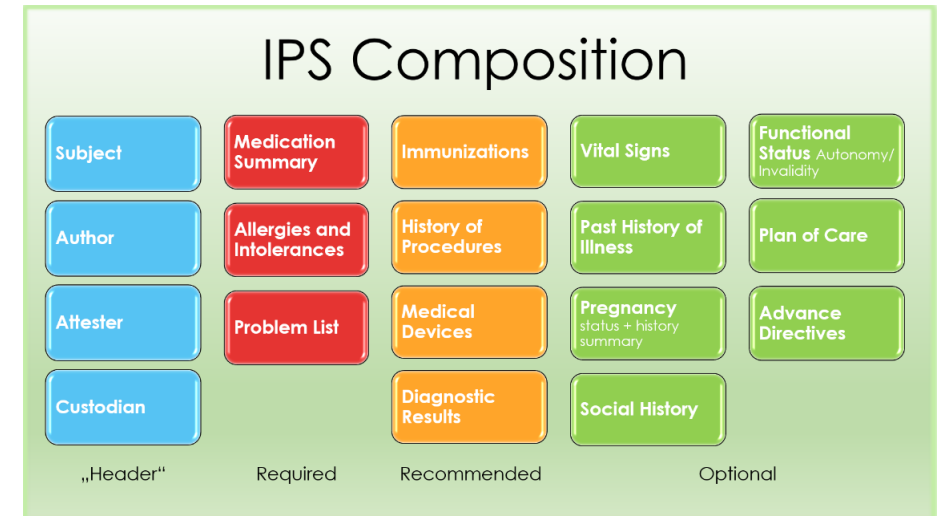 IPS Composition
Subject
Author
Attester
Custodian
„Header“
Medication
Summary
Allergies and
Intolerances
Problem List
Required
Immunizations
History of
Procedures
Medical
Devices
Diagnostic
Results
Recommended
Vital Signs
Past History of
Illness
Pregnancy
status + history
summary
Social History
Functional
Status Autonomy/
Invalidity
Plan of Care
Advance
Directives
Optional